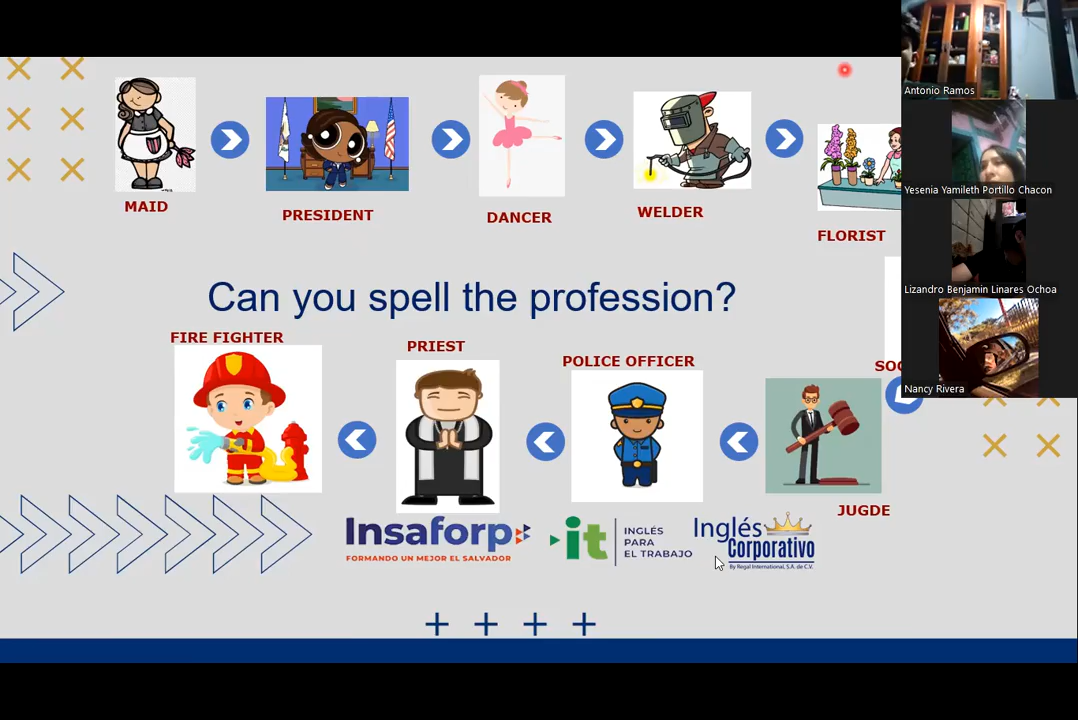 Antonio Ramos
Yesenia Yamileth Portillo Chacon
Lizandro Benjamin Linares Ochoa
Nancy Rivera
MAID
PRESIDENT
DANCER
WELDER
FLORIST
Can you spell the profession?
FIRE FIGHTER
PRIEST
POLICE OFFICER
JUGDE
Insaforp
FORMANDO UN MEJOR EL SALVADOR
it
INGLÉS
PARA
EL TRABAJO
Inglés
Corporativo
By Regal International, S.A. de C.V.